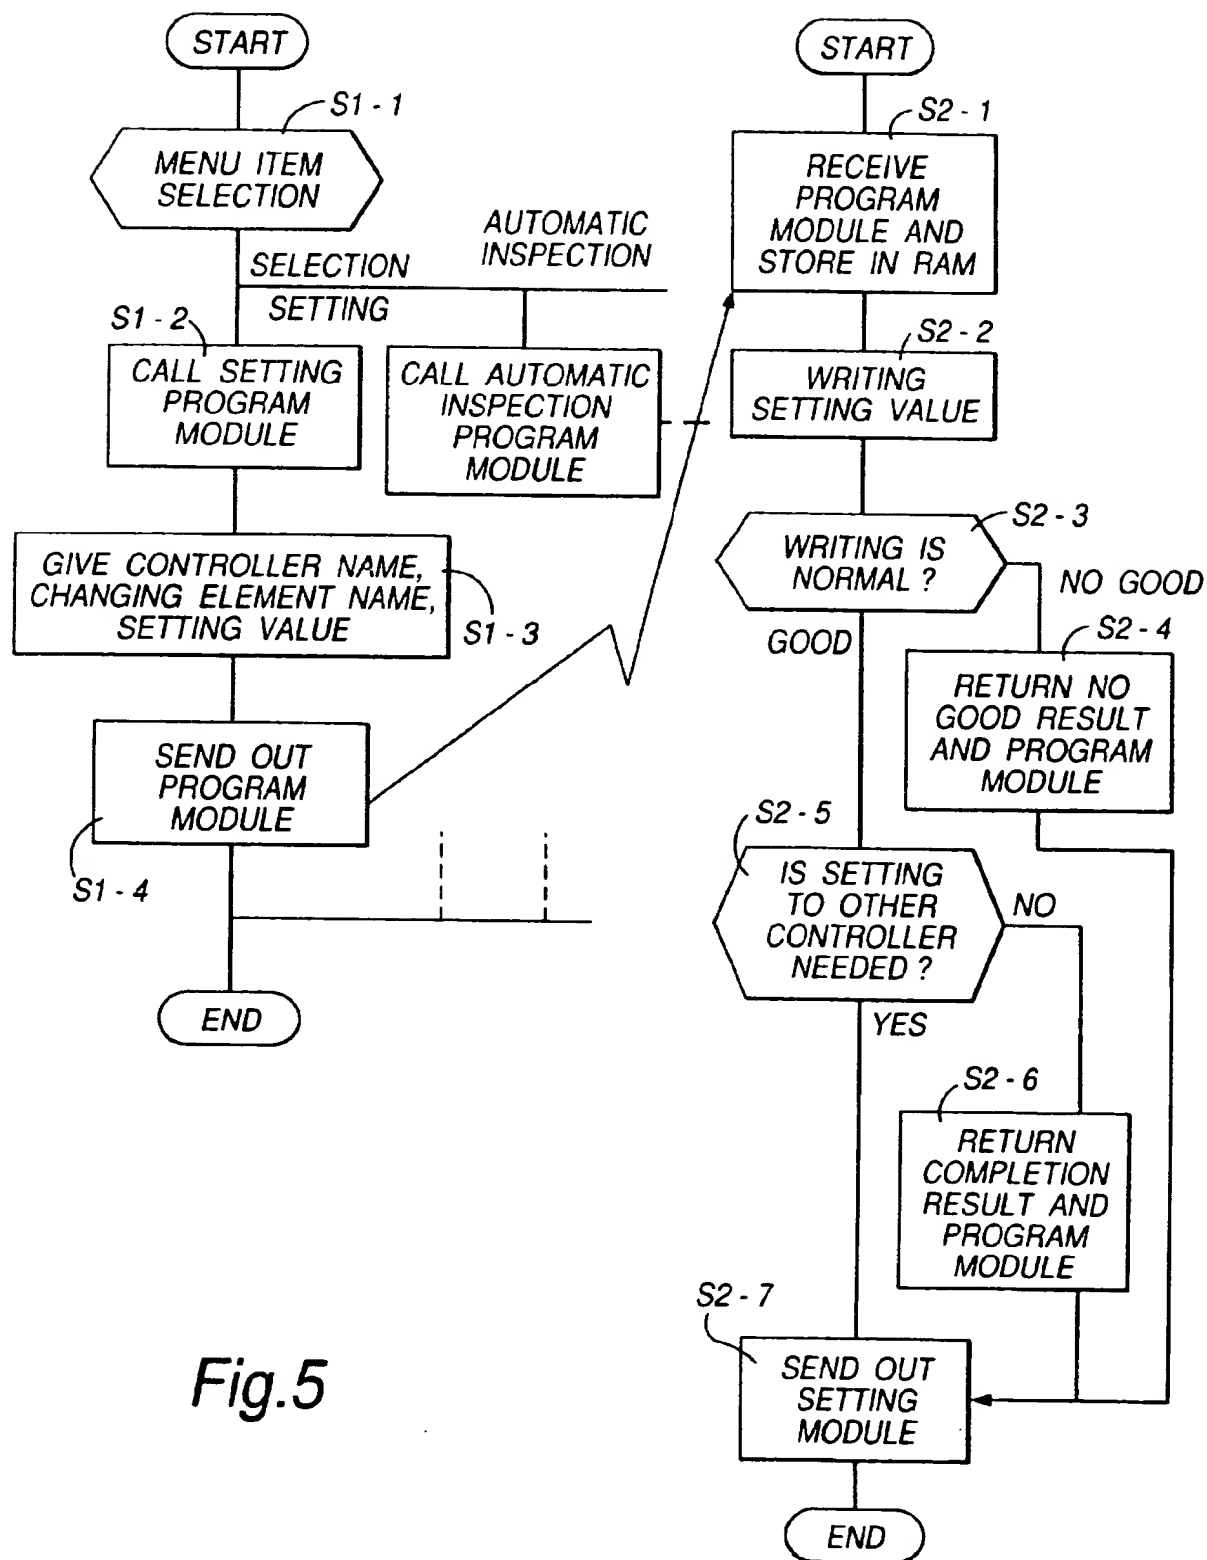 START
S1 - 1
MENU ITEM
SELECTION
AUTOMATIC
INSPECTION
SELECTION
SETTING
S1 - 2
CALL SETTING
PROGRAM
MODULE
CALL AUTOMATIC
INSPECTION
PROGRAM
MODULE
GIVE CONTROLLER NAME,
CHANGING ELEMENT NAME,
SETTING VALUE
S1 - 3
SEND OUT
PROGRAM
MODULE
S1 - 4
END
START
S2 - 1
RECEIVE
PROGRAM
MODULE AND
STORE IN RAM
S2 - 2
WRITING
SETTING VALUE
S2 - 3
WRITING IS
NORMAL ?
NO GOOD
GOOD
S2 - 4
RETURN NO
GOOD RESULT
AND PROGRAM
MODULE
S2 - 5
IS SETTING
TO OTHER
CONTROLLER
NEEDED ?
NO
YES
S2 - 6
RETURN
COMPLETION
RESULT AND
PROGRAM
MODULE
S2 - 7
SEND OUT
SETTING
MODULE
END
Fig.5